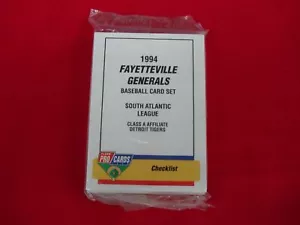 1994
FAYETTEVILLE
GENERALS
BASEBALL CARD SET
SOUTH ATLANTIC
LEAGUE
CLASS A AFFILIATE
DETROIT TIGERS
PRO CARDS
Checklist